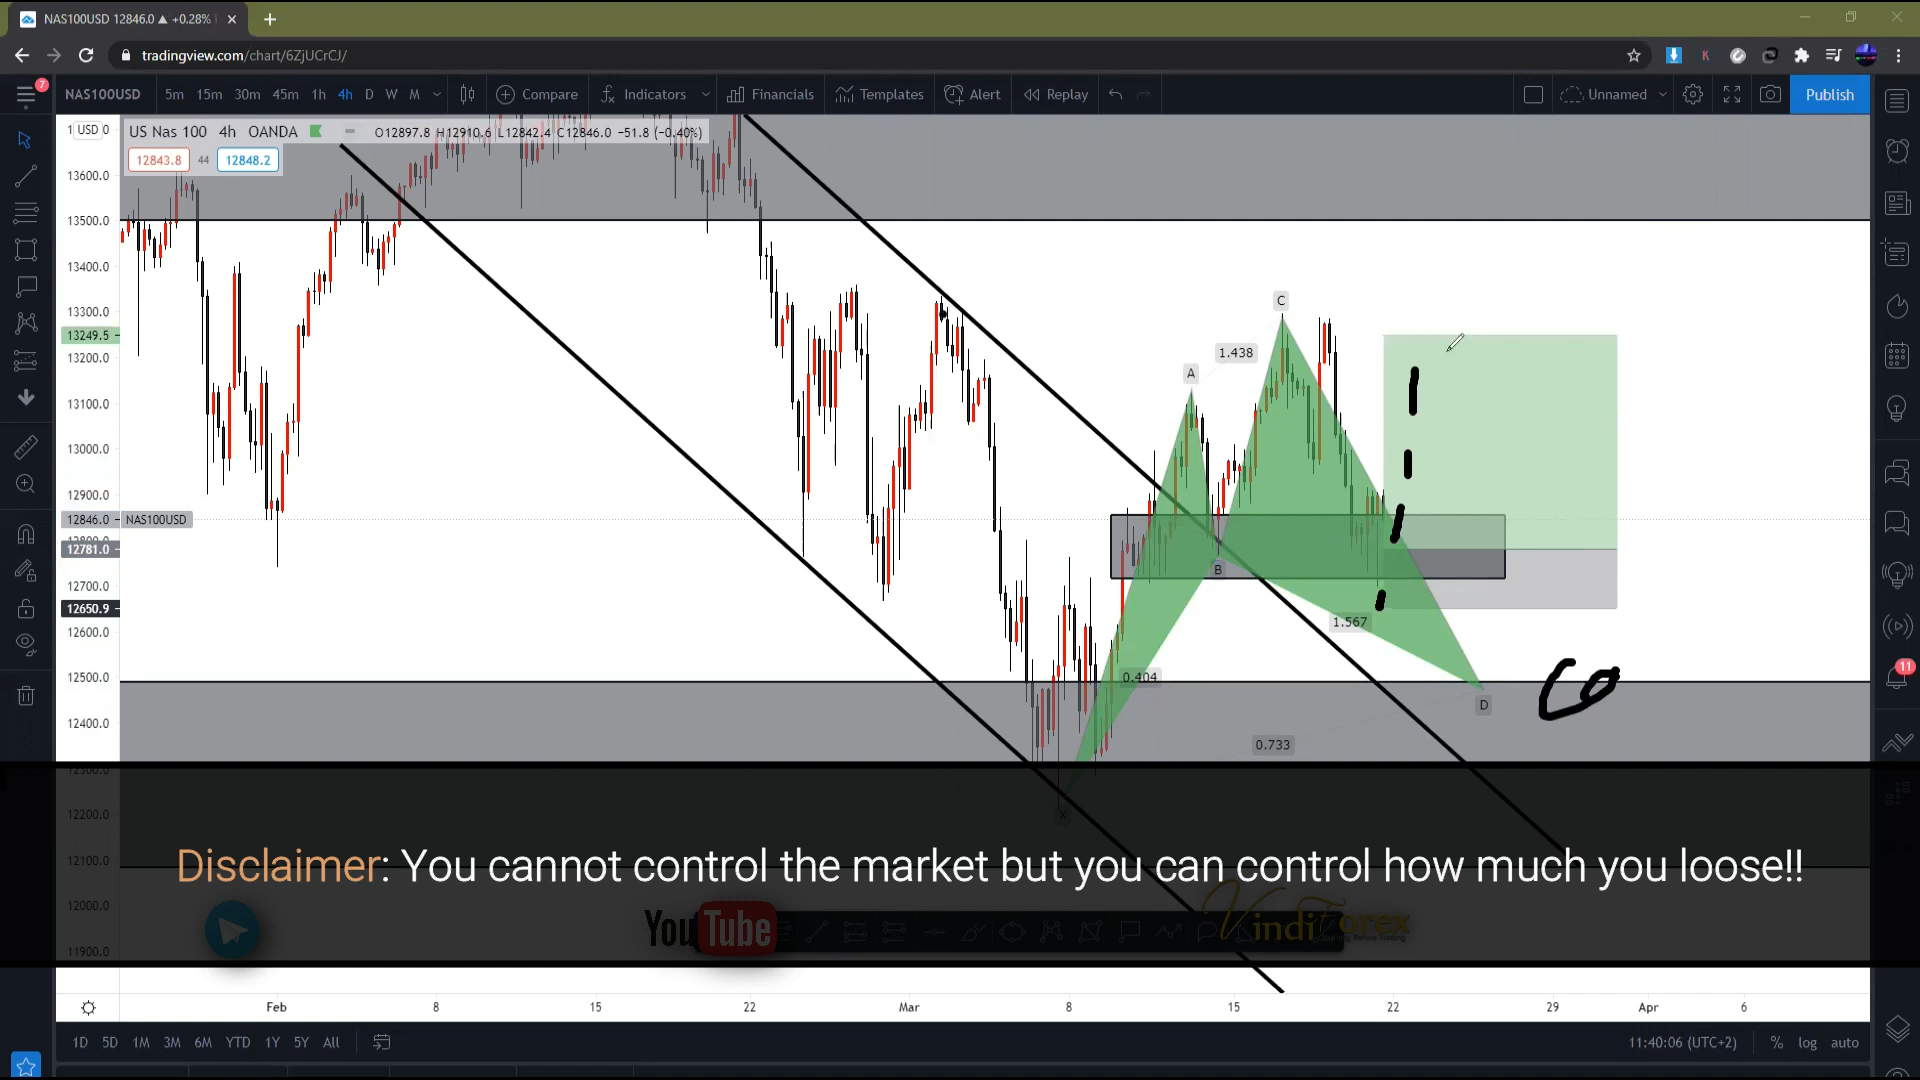 NAS100USD 12846.0 ▲ +0.28%
tradingview.com/chart/6ZjUCrCJ/
7
NAS100USD 5m 15m 30m 45m 1h 4h D W M Compare Indicators Financials Templates Alert Replay Unnamed Publish
USD
US Nas 100 4h OANDA O12897.8 H12910.6 L12842.4 C12846.0 −51.8 (−0.40%)
12843.8 44 12848.2
13600.0
13500.0
13400.0
13300.0
13249.5
13200.0
13100.0
13000.0
12900.0
12846.0 NAS100USD
12781.0
12700.0
12650.9
12600.0
12500.0
12400.0
12300.0
12200.0
12100.0
12000.0
11900.0
C
1.438
A
B
1.567
0.404
D
0.733
X
11
Disclaimer: You cannot control the market but you can control how much you loose!!
YouTube
VindiForex
Feb 8 15 22 Mar 8 15 22 29 Apr 6
1D 5D 1M 3M 6M YTD 1Y 5Y All 11:40:06 (UTC+2) % log auto